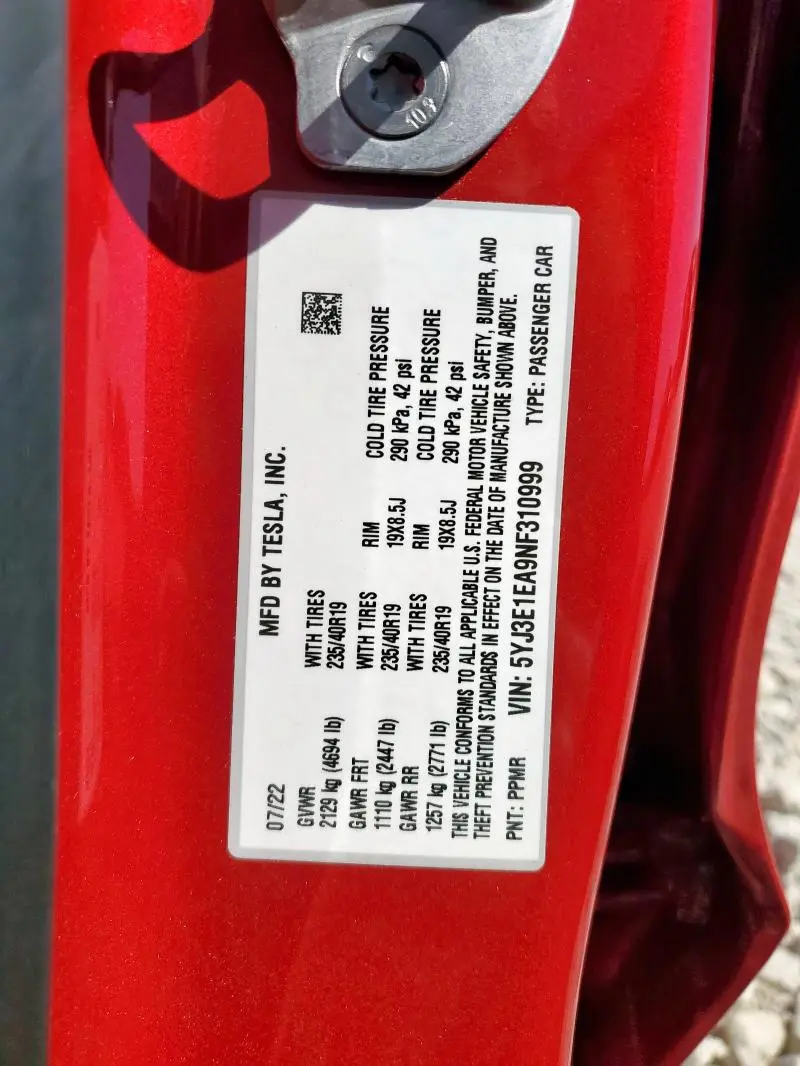 10.9
07/22 MFD BY TESLA, INC.
GVWR WITH TIRES
2129 kg (4694 lb) 235/40R19
GAWR FRT WITH TIRES RIM COLD TIRE PRESSURE
1110 kg (2447 lb) 235/40R19 19X8.5J 290 kPa, 42 psi
GAWR RR WITH TIRES RIM COLD TIRE PRESSURE
1257 kg (2771 lb) 235/40R19 19X8.5J 290 kPa, 42 psi
THIS VEHICLE CONFORMS TO ALL APPLICABLE U.S. FEDERAL MOTOR VEHICLE SAFETY, BUMPER, AND
THEFT PREVENTION STANDARDS IN EFFECT ON THE DATE OF MANUFACTURE SHOWN ABOVE.
PNT: PPMR VIN: 5YJ3E1EA9NF310999 TYPE: PASSENGER CAR